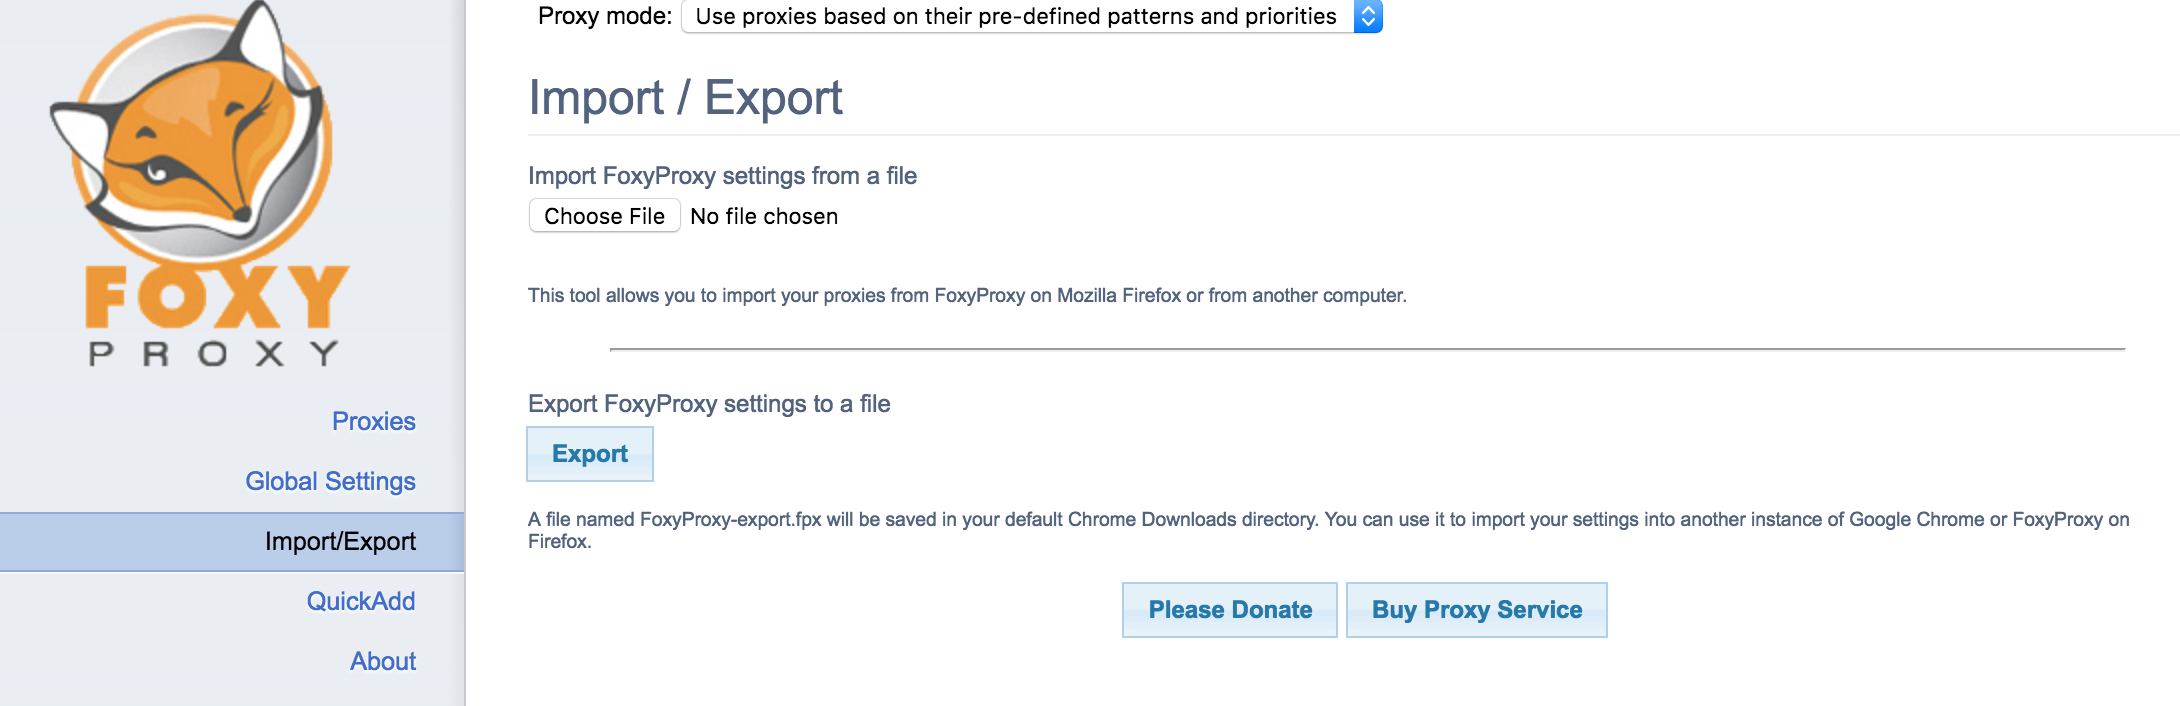 Proxy mode: Use proxies based on their pre-defined patterns and priorities
FOXY
PROXY
Proxies
Global Settings
Import/Export
QuickAdd
About
Import / Export
Import FoxyProxy settings from a file
Choose File No file chosen
This tool allows you to import your proxies from FoxyProxy on Mozilla Firefox or from another computer.
Export FoxyProxy settings to a file
Export
A file named FoxyProxy-export.fpx will be saved in your default Chrome Downloads directory. You can use it to import your settings into another instance of Google Chrome or FoxyProxy on
Firefox.
Please Donate Buy Proxy Service